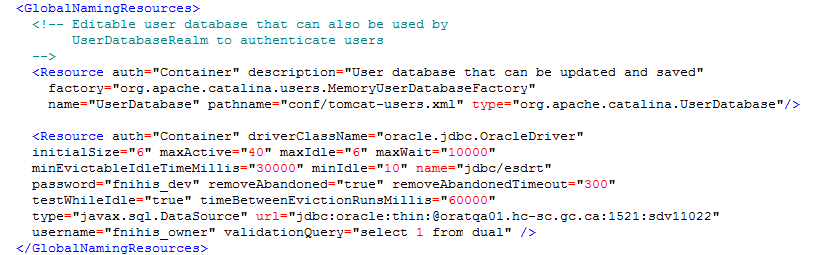 <GlobalNamingResources>
<!-- Editable user database that can also be used by
UserDatabaseRealm to authenticate users
-->
<Resource auth="Container" description="User database that can be updated and saved"
factory="org.apache.catalina.users.MemoryUserDatabaseFactory"
name="UserDatabase" pathname="conf/tomcat-users.xml" type="org.apache.catalina.UserDatabase"/>
<Resource auth="Container" driverClassName="oracle.jdbc.OracleDriver"
initialSize="6" maxActive="40" maxIdle="6" maxWait="10000"
minEvictableIdleTimeMillis="30000" minIdle="10" name="jdbc/esdrt"
password="fnihis_dev" removeAbandoned="true" removeAbandonedTimeout="300"
testWhileIdle="true" timeBetweenEvictionRunsMillis="60000"
type="javax.sql.DataSource" url="jdbc:oracle:thin:@oratqa01.hc-sc.gc.ca:1521:sdv11022"
username="fnihis_owner" validationQuery="select 1 from dual" />
</GlobalNamingResources>